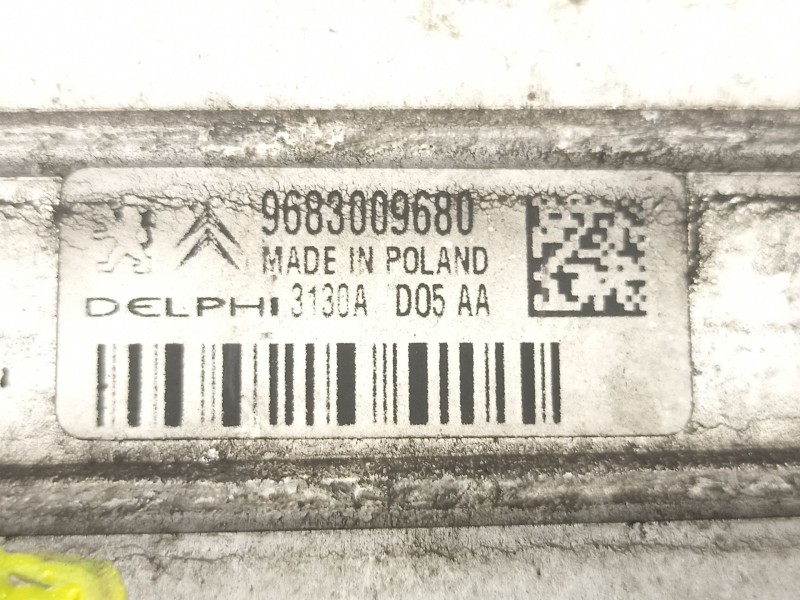 9683009680
MADE IN POLAND
DELPHI 3130A D05 AA